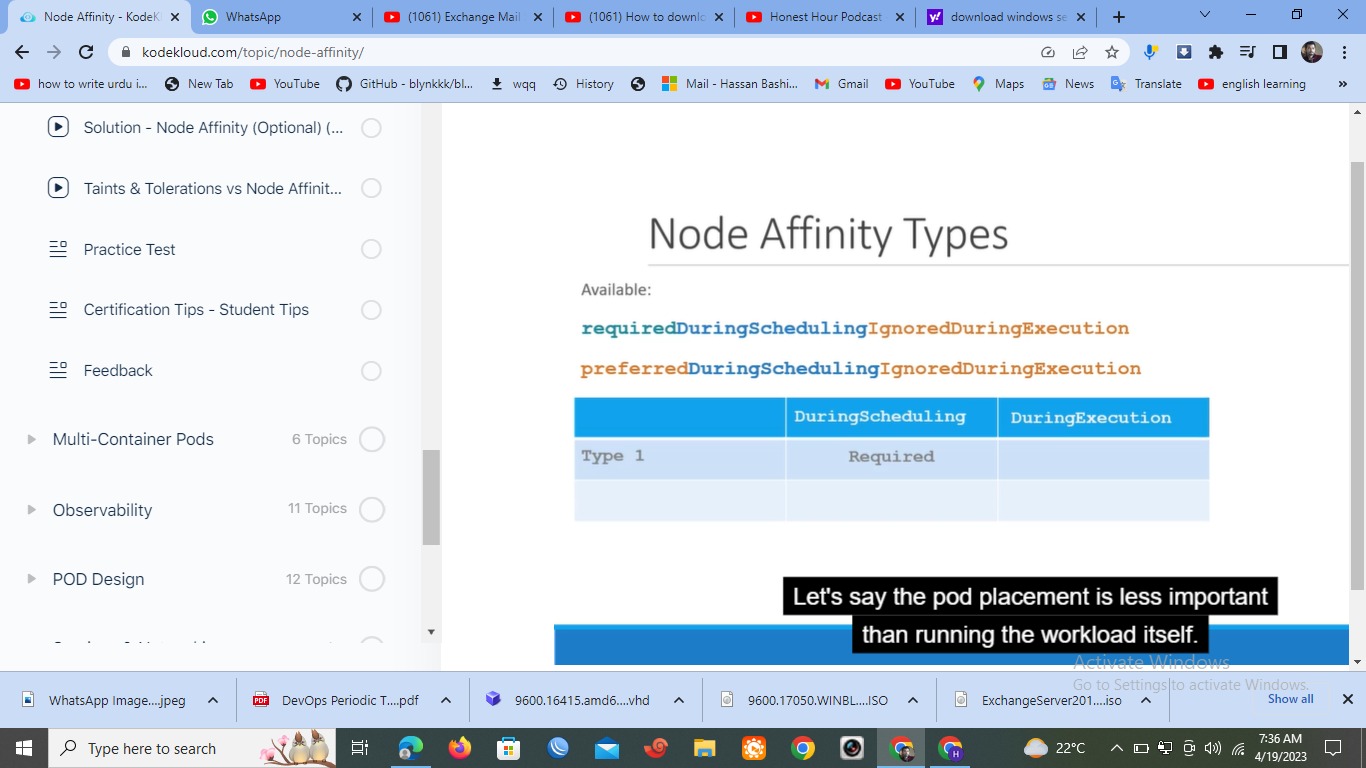 Node Affinity - KodeK
WhatsApp
(1061) Exchange Mail
(1061) How to downlo
Honest Hour Podcast
download windows se
kodekloud.com/topic/node-affinity/
how to write urdu i...
New Tab
YouTube
GitHub - blynkkk/bl...
wqq
History
Mail - Hassan Bashi...
Gmail
YouTube
Maps
News
Translate
english learning
»
Solution - Node Affinity (Optional) (...
Taints & Tolerations vs Node Affinit...
Practice Test
Certification Tips - Student Tips
Feedback
Multi-Container Pods 6 Topics
Observability 11 Topics
POD Design 12 Topics
Node Affinity Types
Available:
requiredDuringSchedulingIgnoredDuringExecution
preferredDuringSchedulingIgnoredDuringExecution
DuringScheduling DuringExecution
Type 1 Required
Let's say the pod placement is less important
than running the workload itself.
Activate Windows
Go to Settings to activate Windows.
WhatsApp Image....jpeg
DevOps Periodic T....pdf
9600.16415.amd6...vhd
9600.17050.WINBL....ISO
ExchangeServer201....iso
Show all
Type here to search
22°C
7:36 AM
4/19/2023